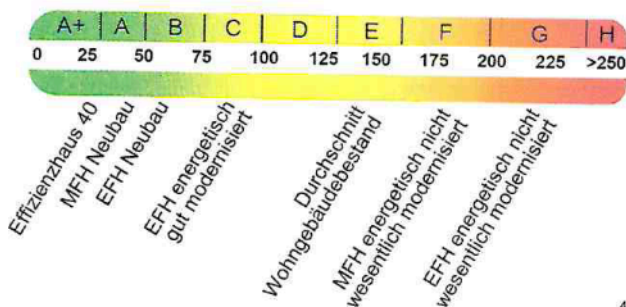 A+ A B C D E F G H
0 25 50 75 100 125 150 175 200 225 >250
Effizienzhaus 40
MFH Neubau
EFH Neubau
EFH energetisch
gut modernisiert
Durchschnitt
Wohngebäudebestand
MFH energetisch nicht
wesentlich modernisiert
EFH energetisch nicht
wesentlich modernisiert